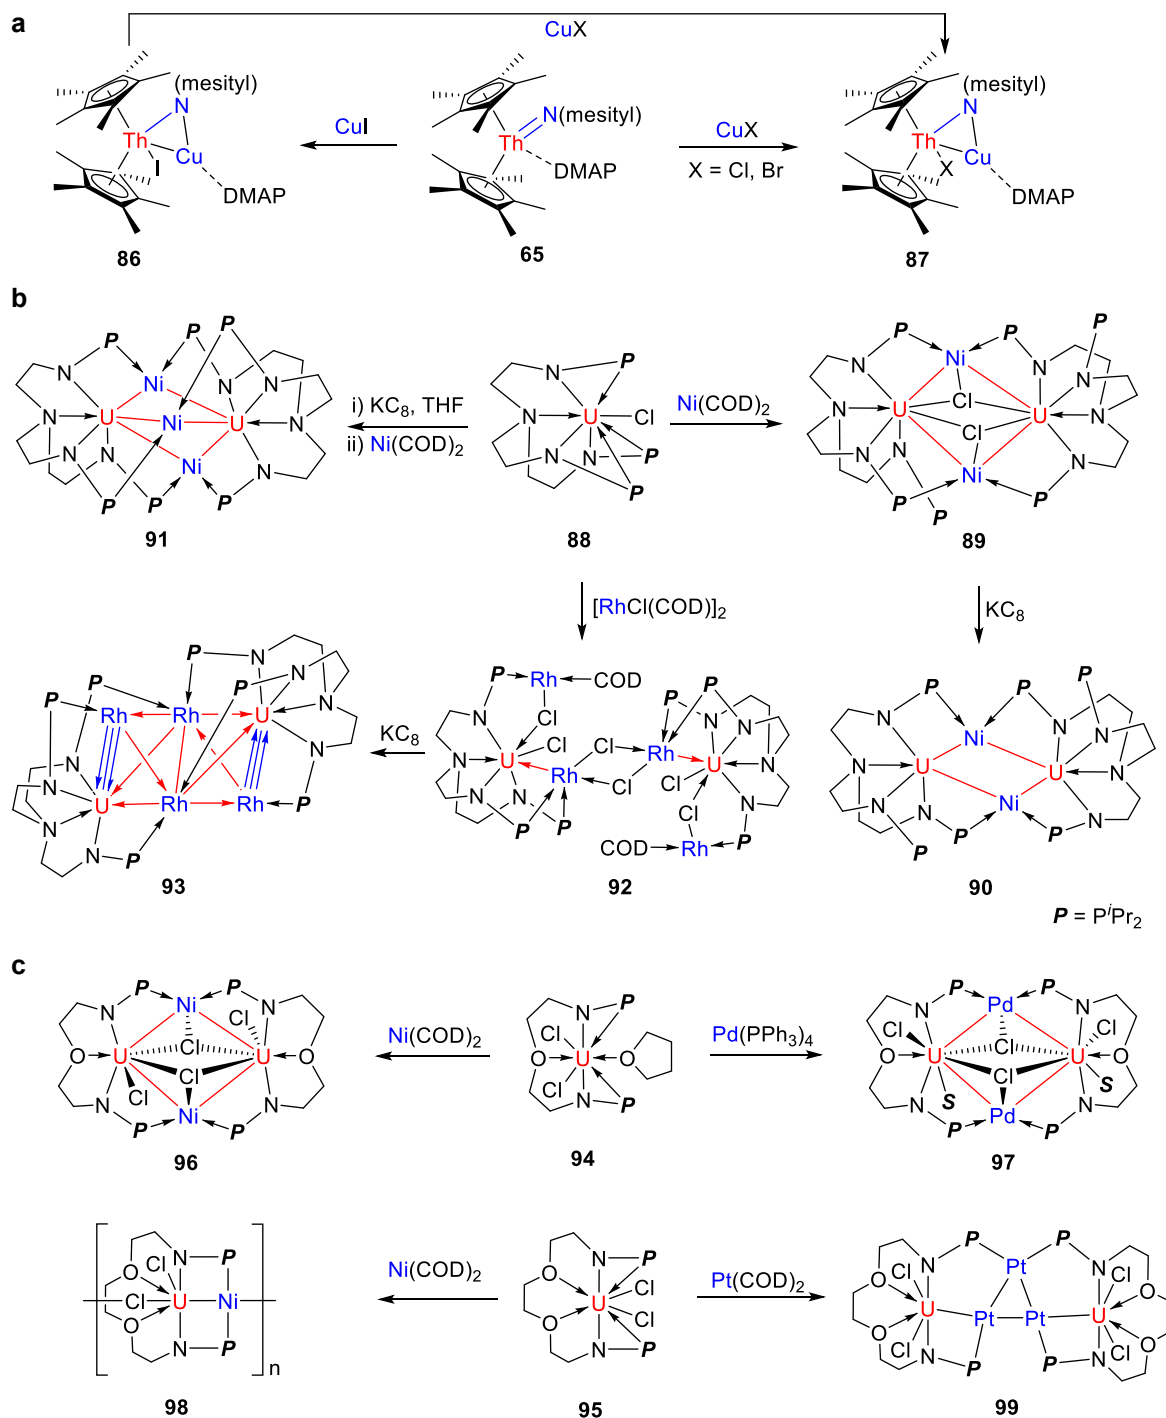 a
CuX
N(mesityl)
Th
I
Cu
DMAP
86
CuI
Th
N(mesityl)
DMAP
65
CuX
X = Cl, Br
N(mesityl)
Th
X
Cu
DMAP
87
b
P P P
N Ni N N
N U Ni U N
N Ni N
P P P
91
i) KC8, THF
ii) Ni(COD)2
N P
N U Cl
N N P
P
88
Ni(COD)2
P Ni P P
N Cl N N
N U U N
N Cl N
P Ni P
P
89
[RhCl(COD)]2
KC8
P N
P P P N N
Rh Rh U
N N N
N U Rh Rh P
N P
93
KC8
P Rh COD
N Cl P P
N U Cl Cl Rh N N
Rh Cl Cl U N
N N Cl N
P P COD Rh P
92
P Ni P P
N N N
N U U N
N N Ni N
P P P
90
P = PiPr2
c
P Ni P
N Cl N
O U Cl U O
Cl Cl
N Ni N
P P
96
Ni(COD)2
N P
Cl
O U O
Cl
N P
94
Pd(PPh3)4
P Pd P
N N
Cl Cl Cl
O U U O
Cl
N S S N
P Pd P
97
N P
Cl
O
Cl U Ni
O
N P
n
98
Ni(COD)2
N P
O Cl
U
O Cl
N P
95
Pt(COD)2
P Pt P
N N
Cl Cl
O U Pt Pt U O
O Cl Cl O
N P P N
99